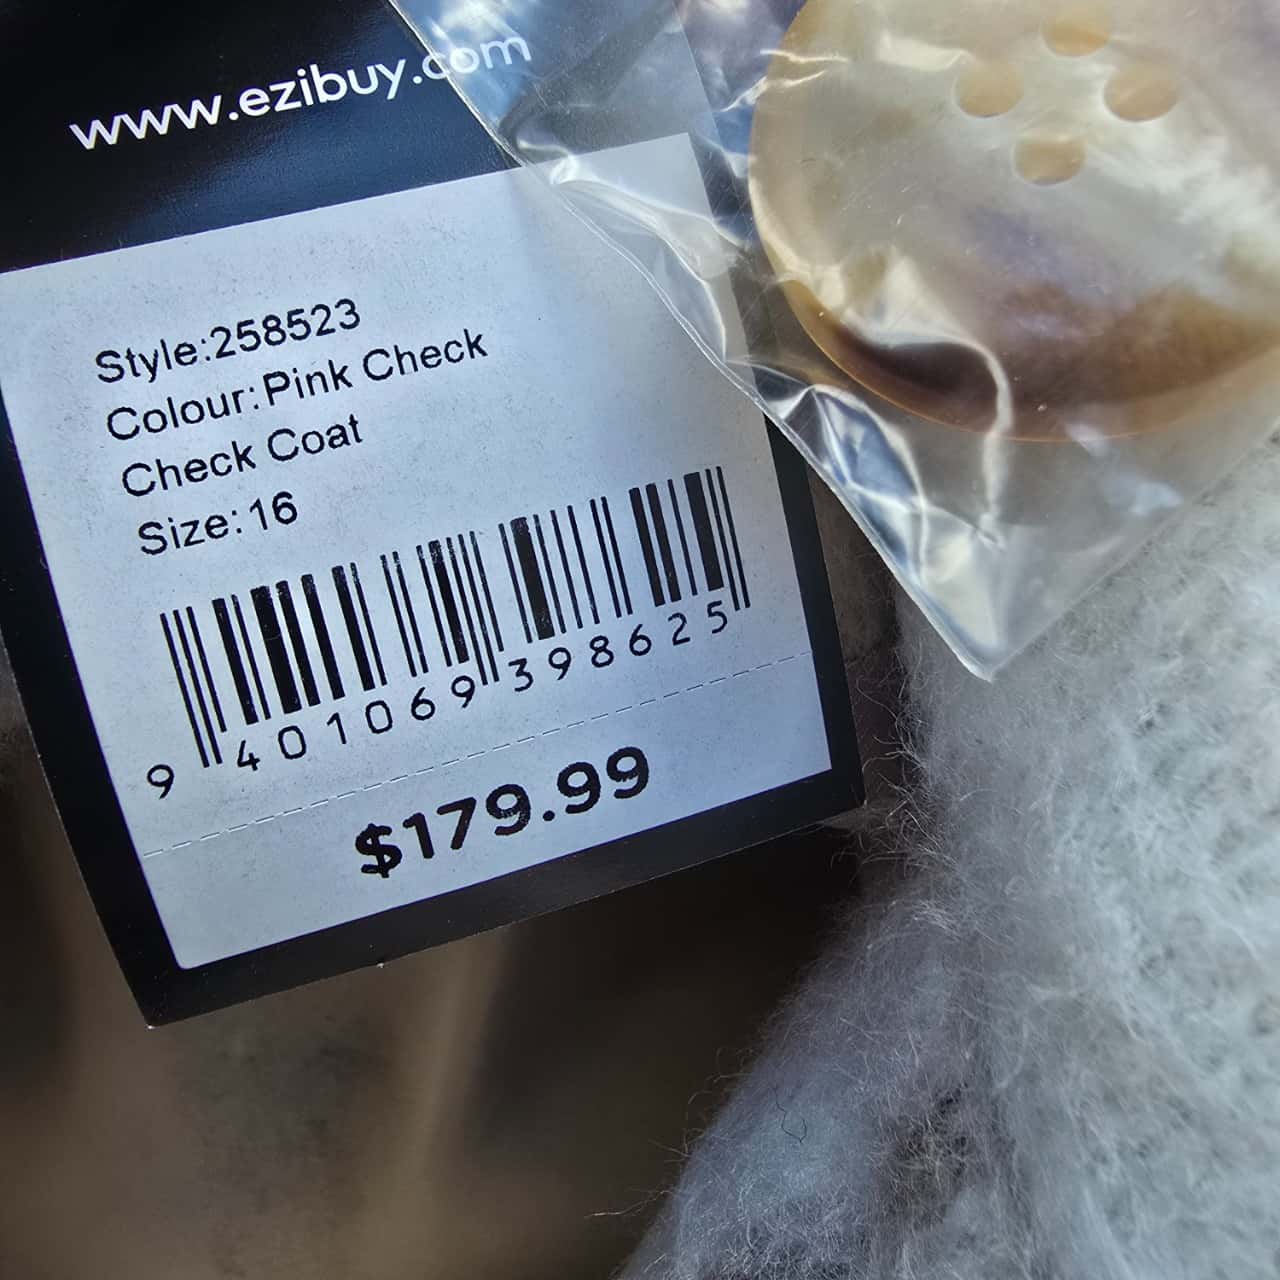 www.ezibuy.com
Style:258523
Colour:Pink Check
Check Coat
Size:16
9 401069 398625
$179.99